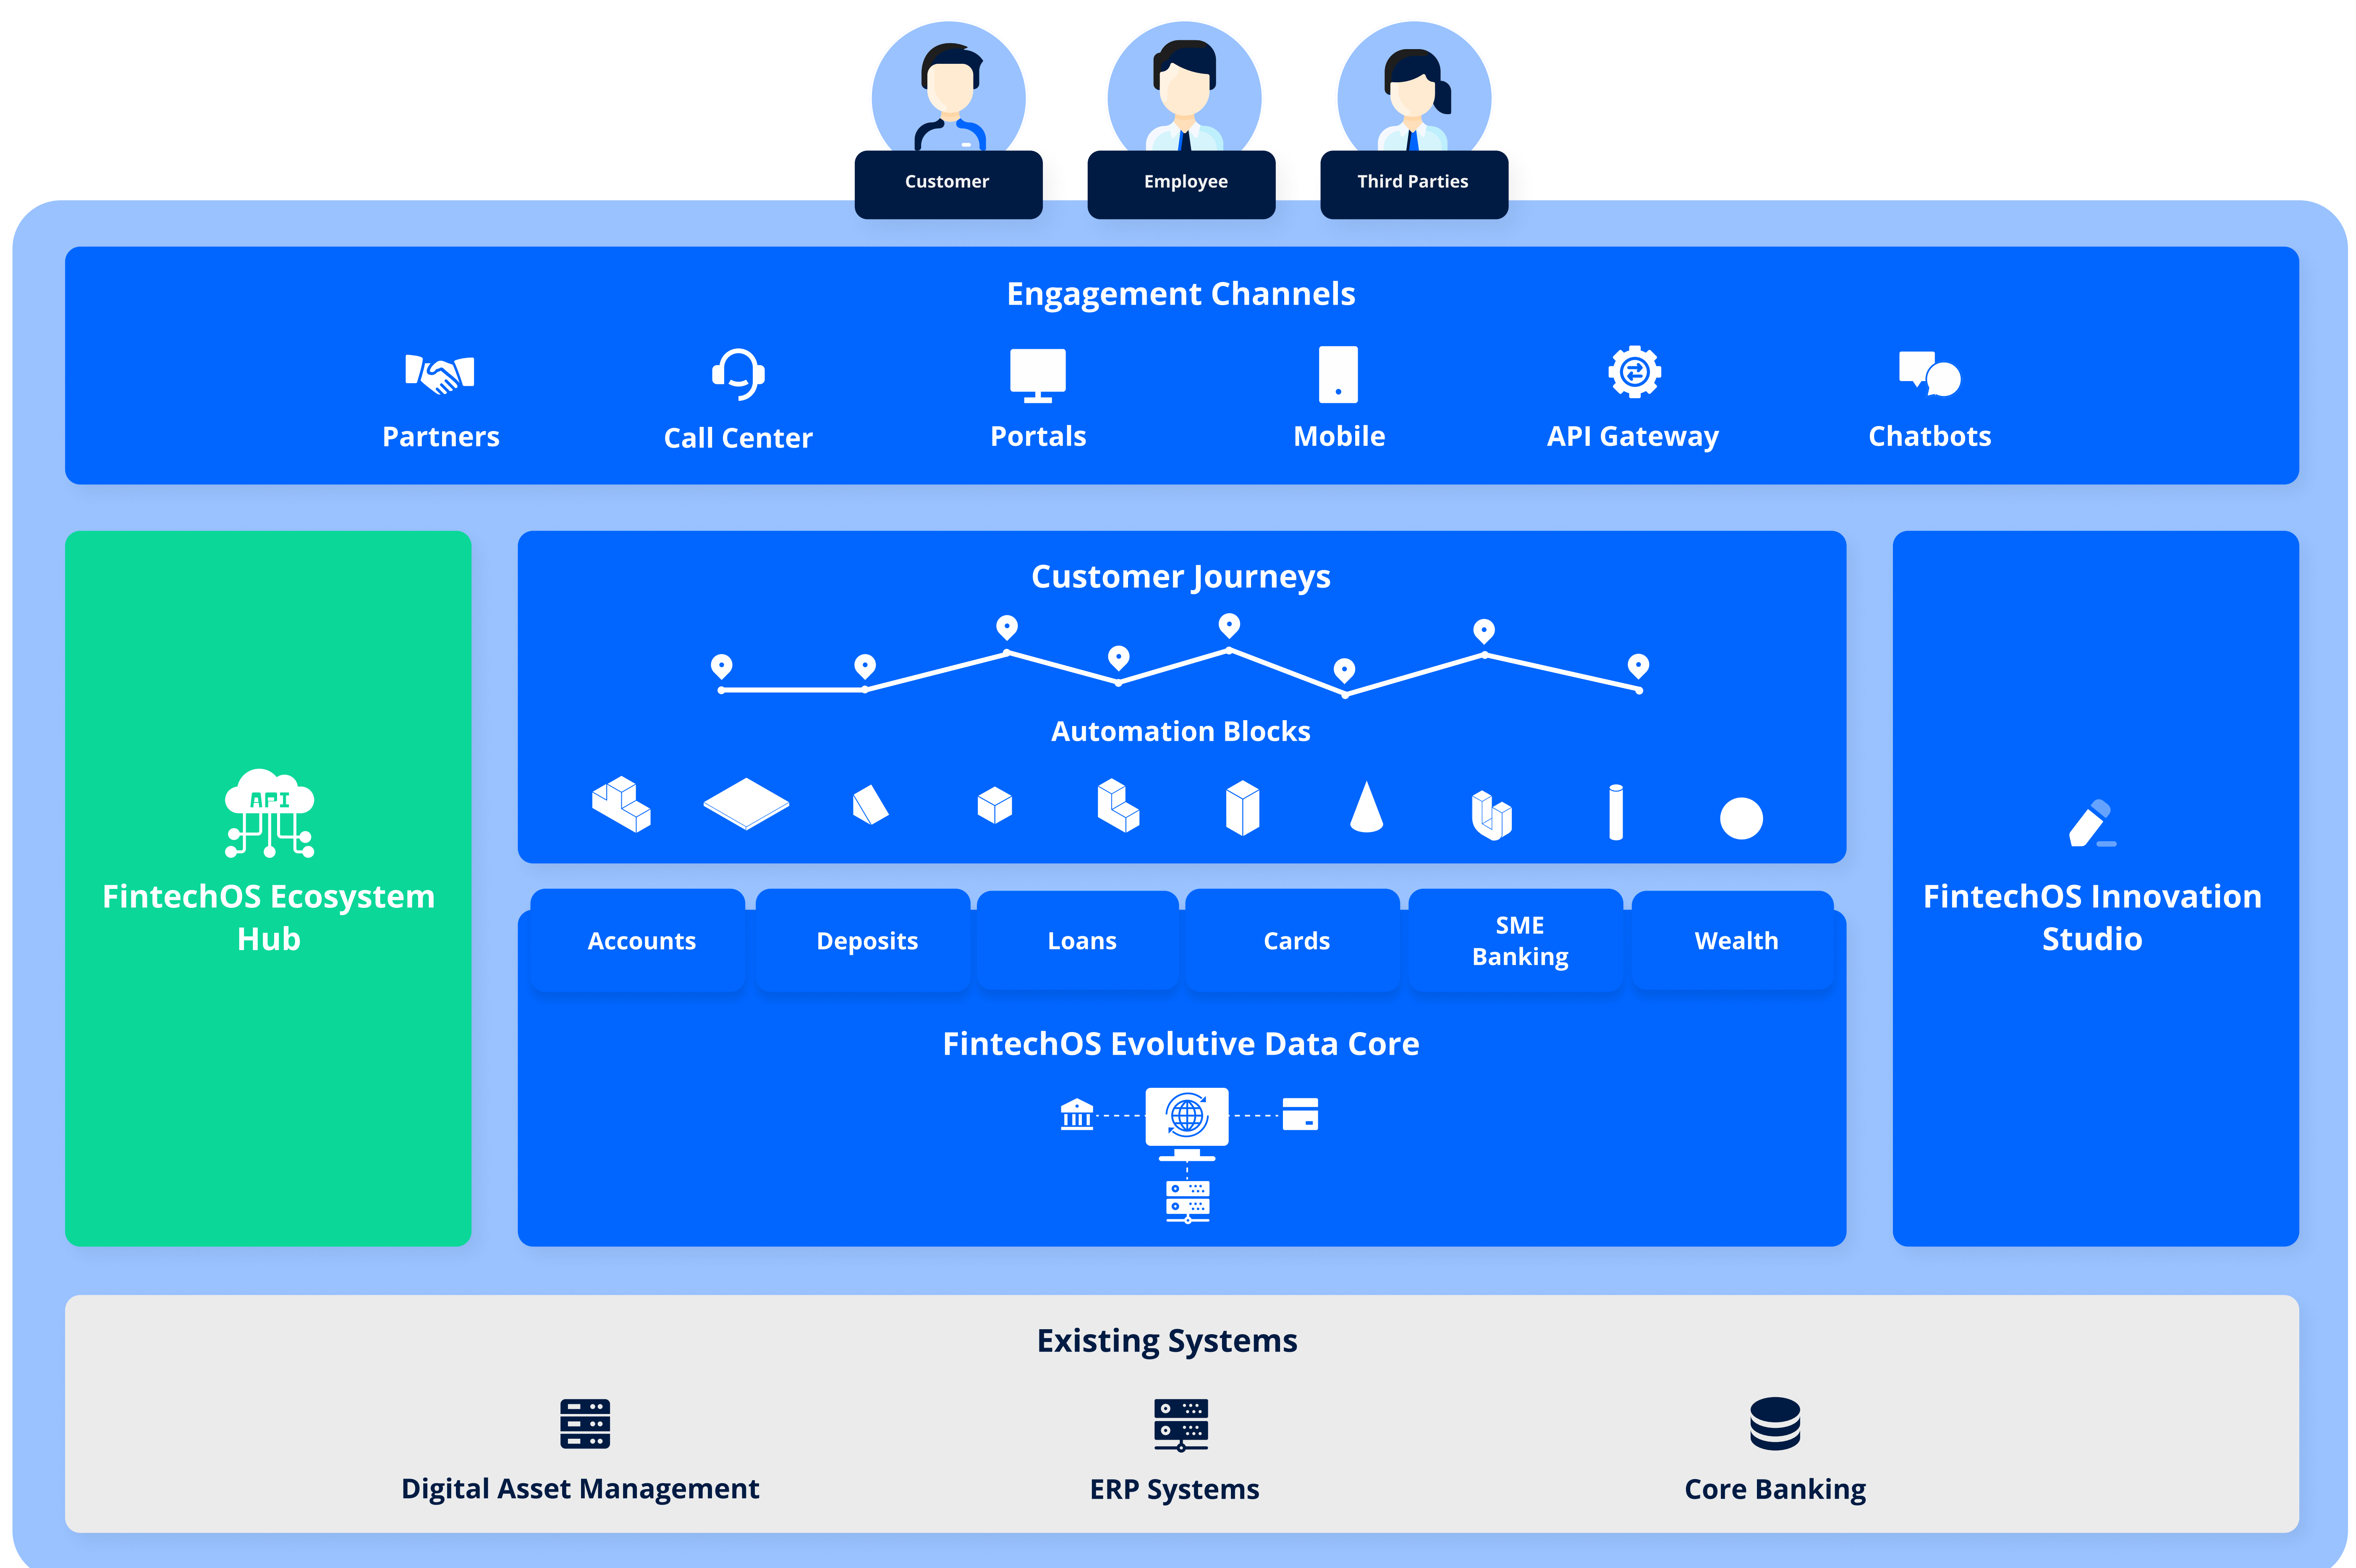 Customer
Employee
Third Parties
Engagement Channels
Partners
Call Center
Portals
Mobile
API Gateway
Chatbots
API
FintechOS Ecosystem
Hub
Customer Journeys
Automation Blocks
Accounts
Deposits
Loans
Cards
SME
Banking
Wealth
FintechOS Evolutive Data Core
FintechOS Innovation
Studio
Existing Systems
Digital Asset Management
ERP Systems
Core Banking